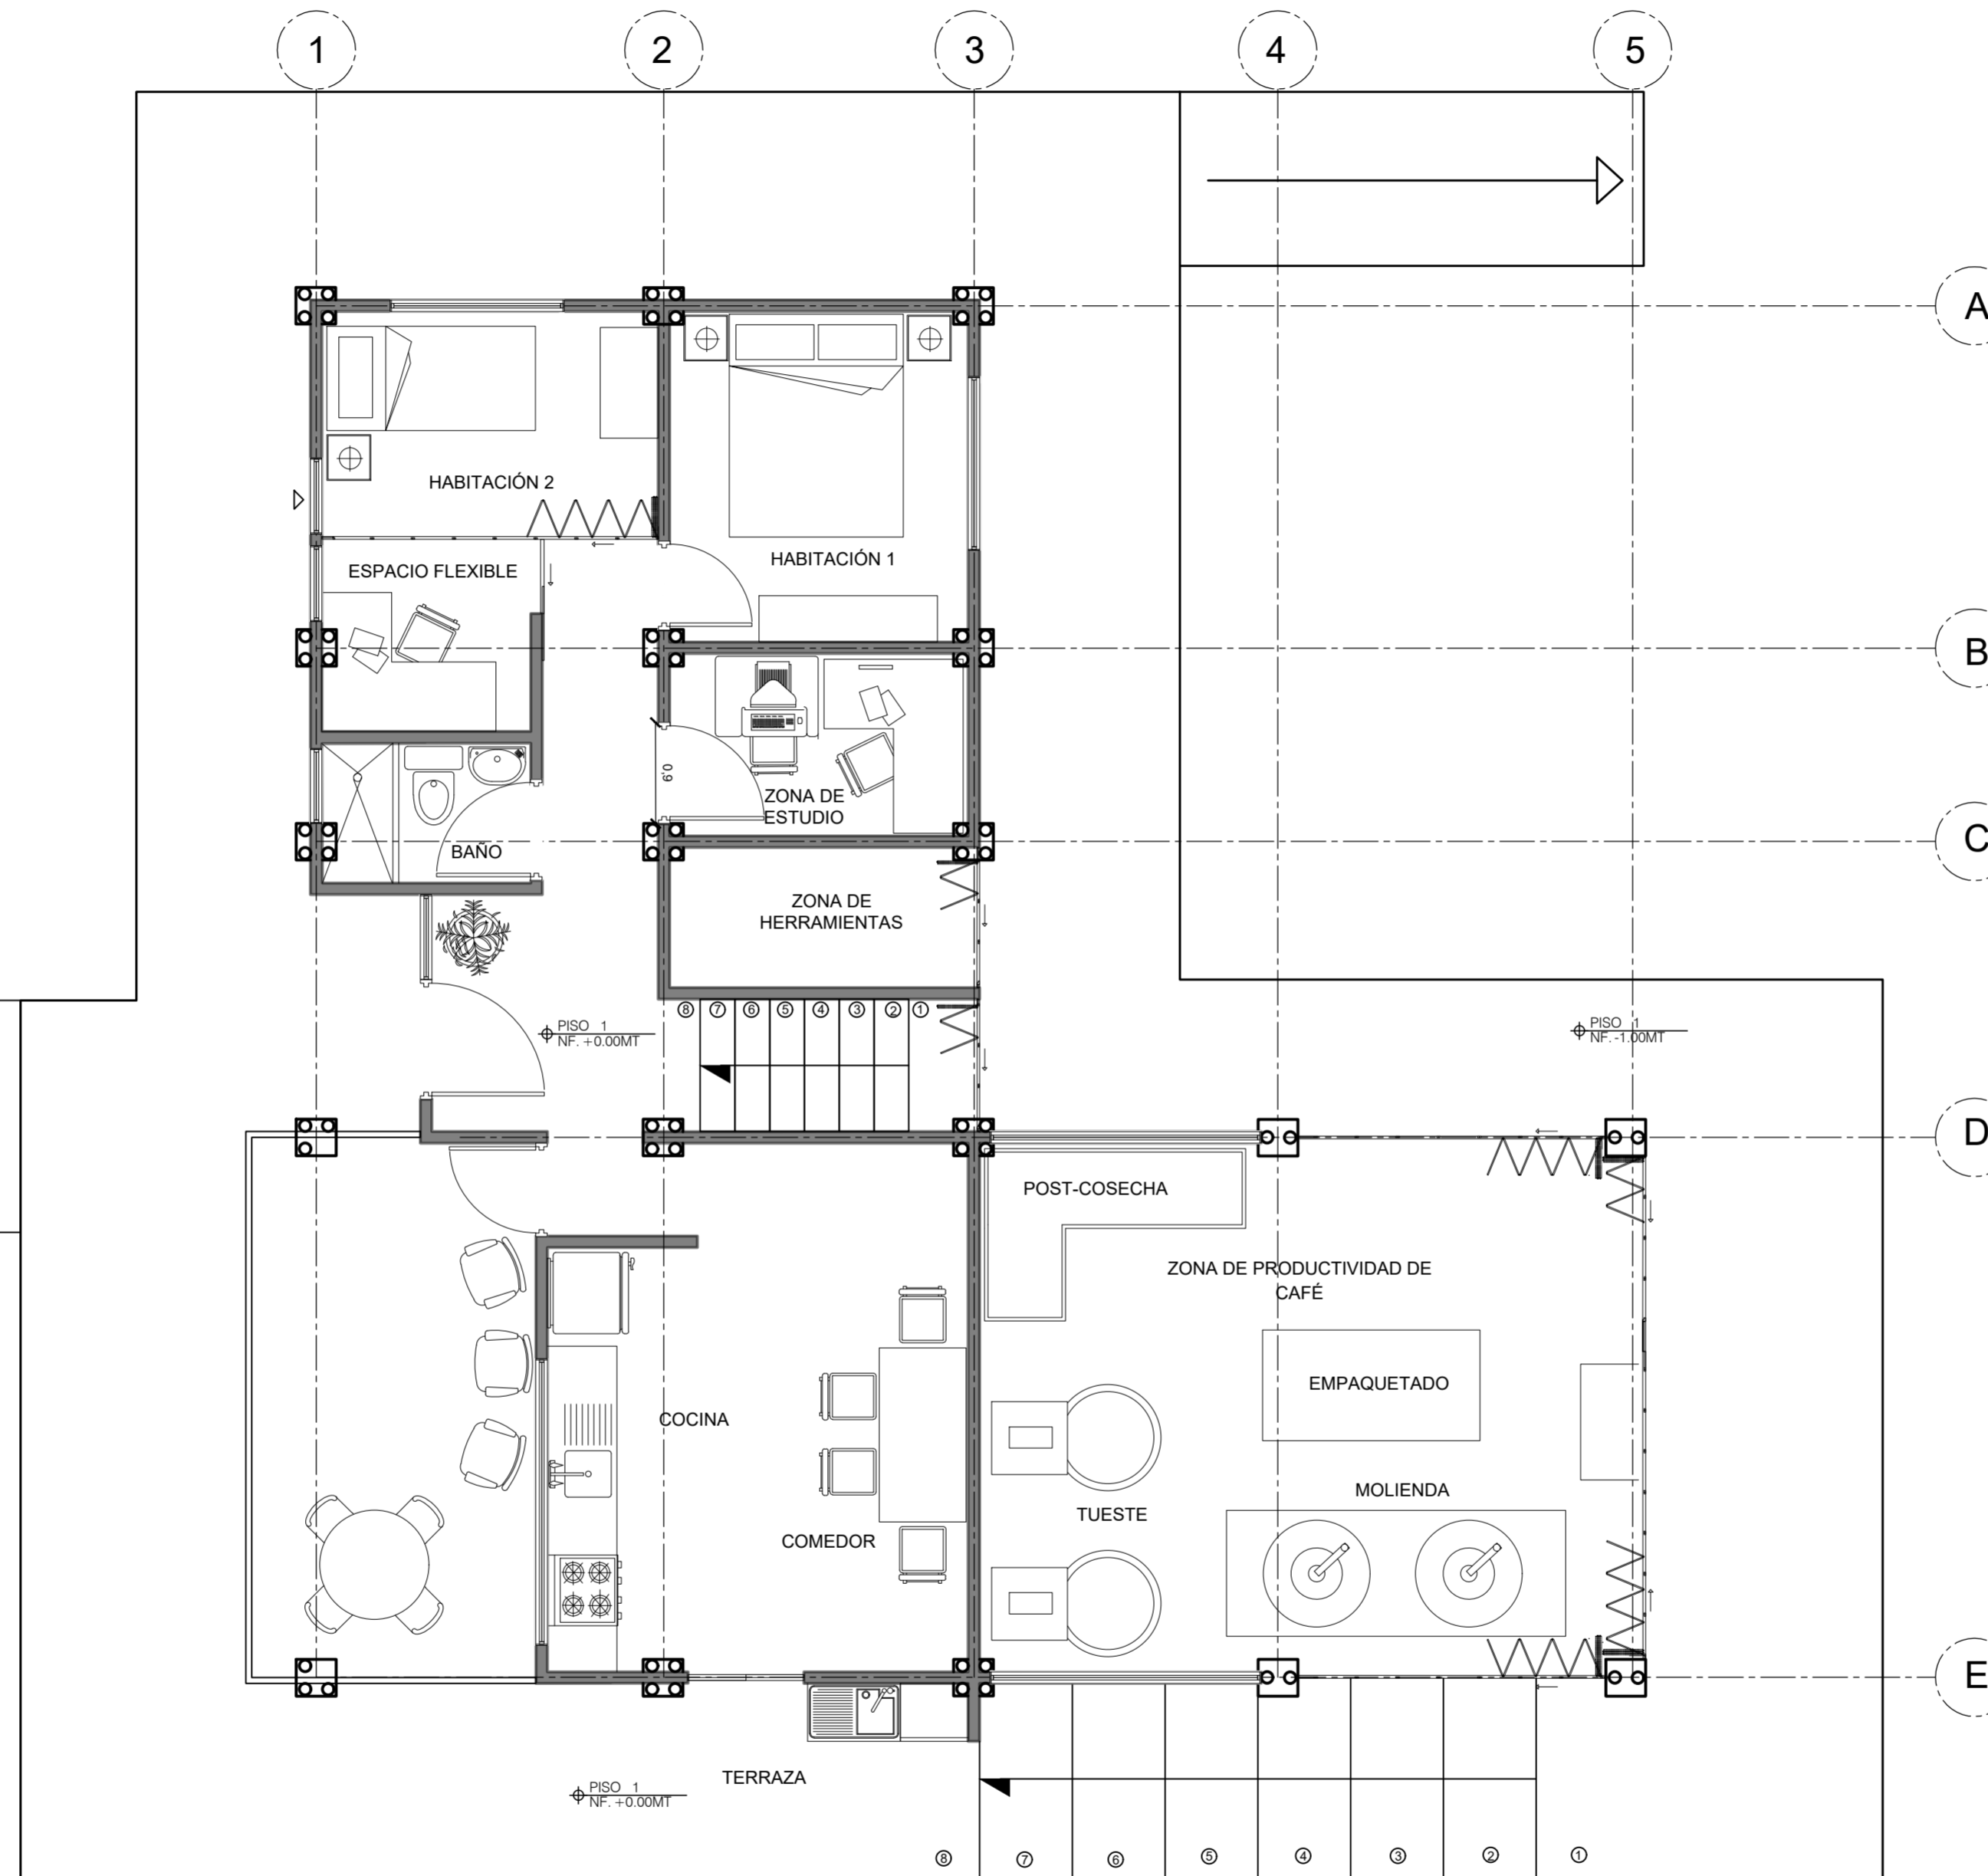 1 2 3 4 5
A
HABITACIÓN 2
HABITACIÓN 1
ESPACIO FLEXIBLE
B
0.9
ZONA DE
ESTUDIO
BAÑO
C
ZONA DE
HERRAMIENTAS
8 7 6 5 4 3 2 1
PISO 1
NF. +0.00MT
PISO 1
NF. -1.00MT
D
POST-COSECHA
ZONA DE PRODUCTIVIDAD DE
CAFÉ
EMPAQUETADO
COCINA
MOLIENDA
TUESTE
COMEDOR
E
TERRAZA
PISO 1
NF. +0.00MT
8 7 6 5 4 3 2 1